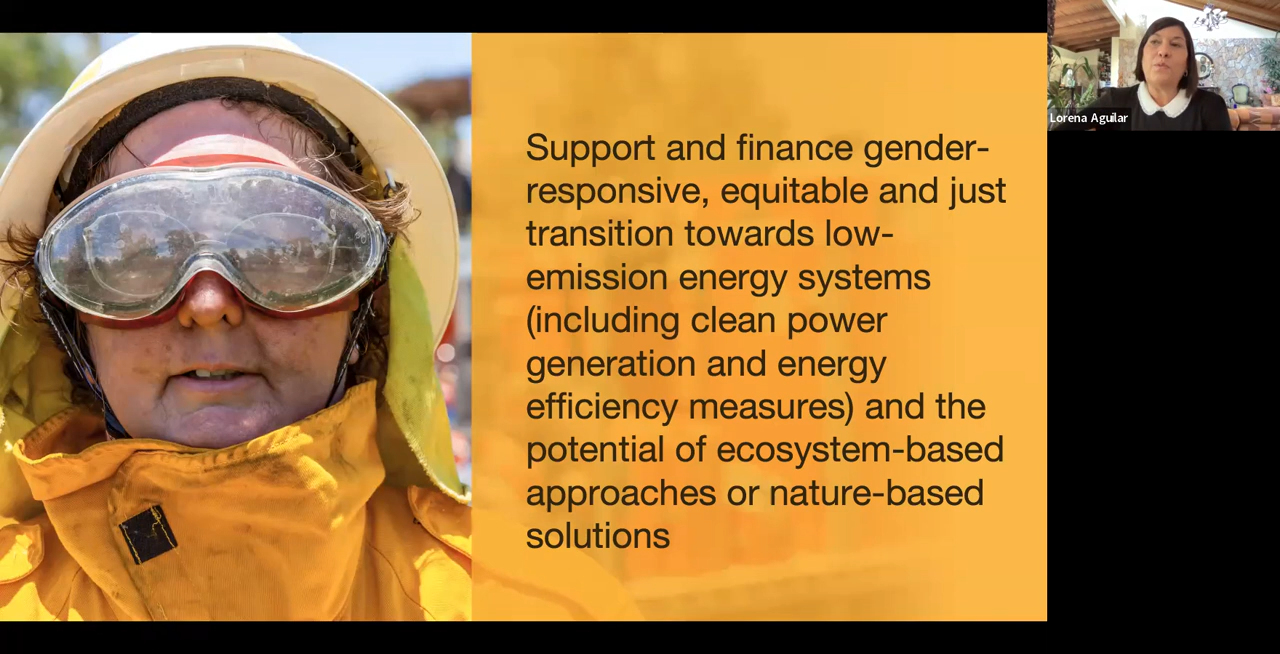 Support and finance gender-
responsive, equitable and just
transition towards low-
emission energy systems
(including clean power
generation and energy
efficiency measures) and the
potential of ecosystem-based
approaches or nature-based
solutions
Lorena Aguilar